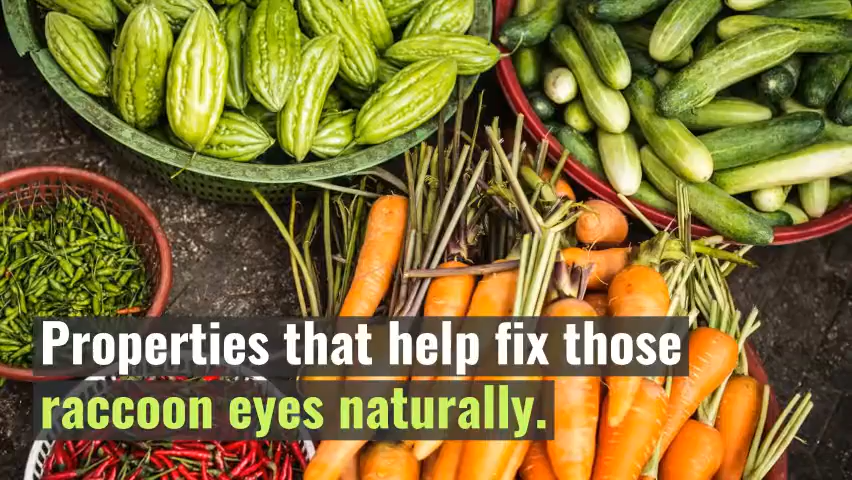 Properties that help fix those
raccoon eyes naturally.